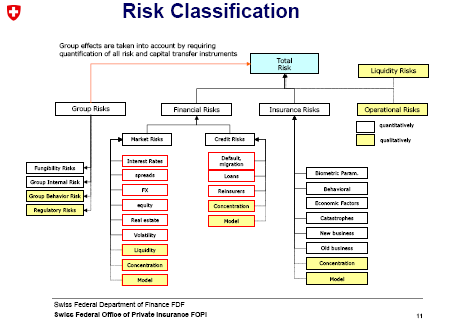 Risk Classification
Group effects are taken into account by requiring
quantification of all risk and capital transfer instruments
Total
Risk
Liquidity Risks
Group Risks
Financial Risks
Insurance Risks
Operational Risks
quantitatively
qualitatively
Market Risks
Credit Risks
Fungibility Risks
Group Internal Risk
Group Behavior Risk
Regulatory Risks
Interest Rates
spreads
FX
equity
Real estate
Volatility
Liquidity
Concentration
Model
Default,
migration
Loans
Reinsurers
Concentration
Model
Biometric Param.
Behavioral
Economic Factors
Catastrophes
New business
Old business
Concentration
Model
Swiss Federal Department of Finance FDF
Swiss Federal Office of Private Insurance FOPI
11